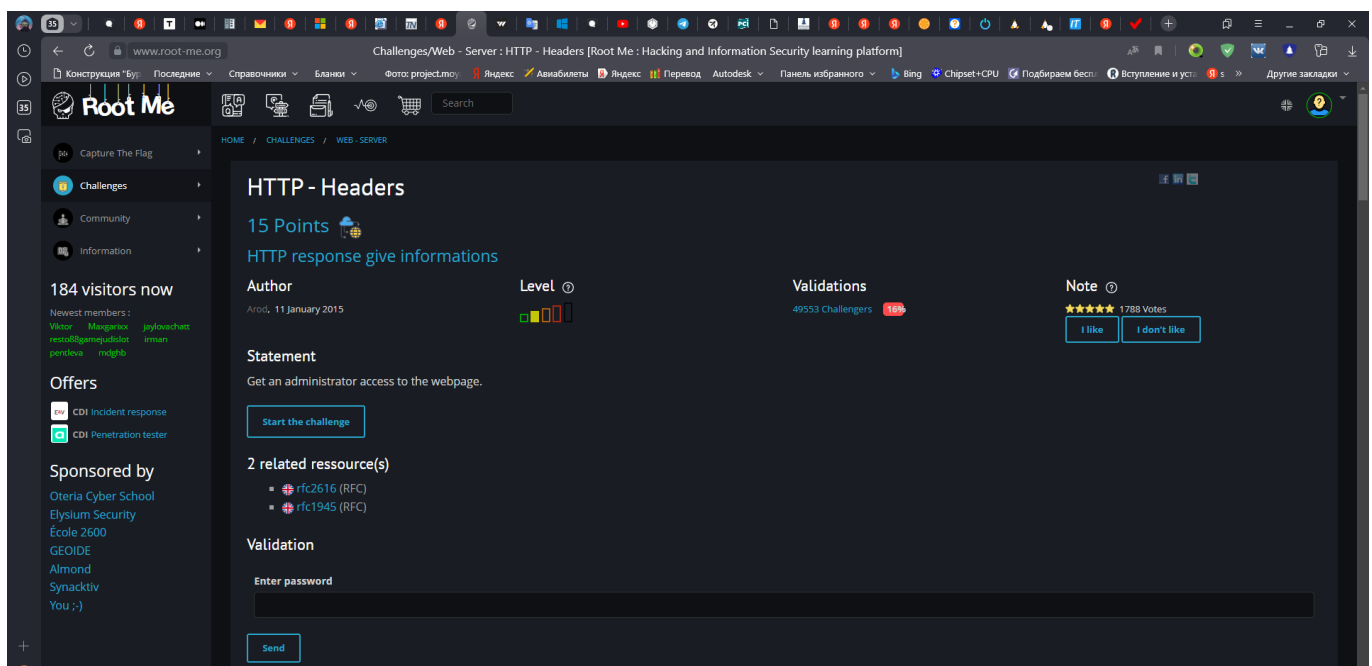 35
www.root-me.org
Challenges/Web - Server : HTTP - Headers [Root Me : Hacking and Information Security learning platform]
Конструкция "Бур Последние Справочники Бланки Фото: project.moy. Яндекс Авиабилеты Яндекс Перевод Autodesk Панель избранного Bing Chipset+CPU Подбираем беспл Вступление и уста s » Другие закладки
35
Root Me
Search
HOME / CHALLENGES / WEB - SERVER
Capture The Flag
Challenges
Community
Information
184 visitors now
Newest members :
Viktor Maxgarixx jaylovachatt
resto88gamejudislot irman
pentleva mdghb
Offers
CDI Incident response
CDI Penetration tester
Sponsored by
Oteria Cyber School
Elysium Security
École 2600
GEOIDE
Almond
Synacktiv
You ;-)
HTTP - Headers
15 Points
HTTP response give informations
Author
Arod, 11 January 2015
Level
Validations
49553 Challengers 16%
Note
1788 Votes
I like I don't like
Statement
Get an administrator access to the webpage.
Start the challenge
2 related ressource(s)
rfc2616 (RFC)
rfc1945 (RFC)
Validation
Enter password
Send